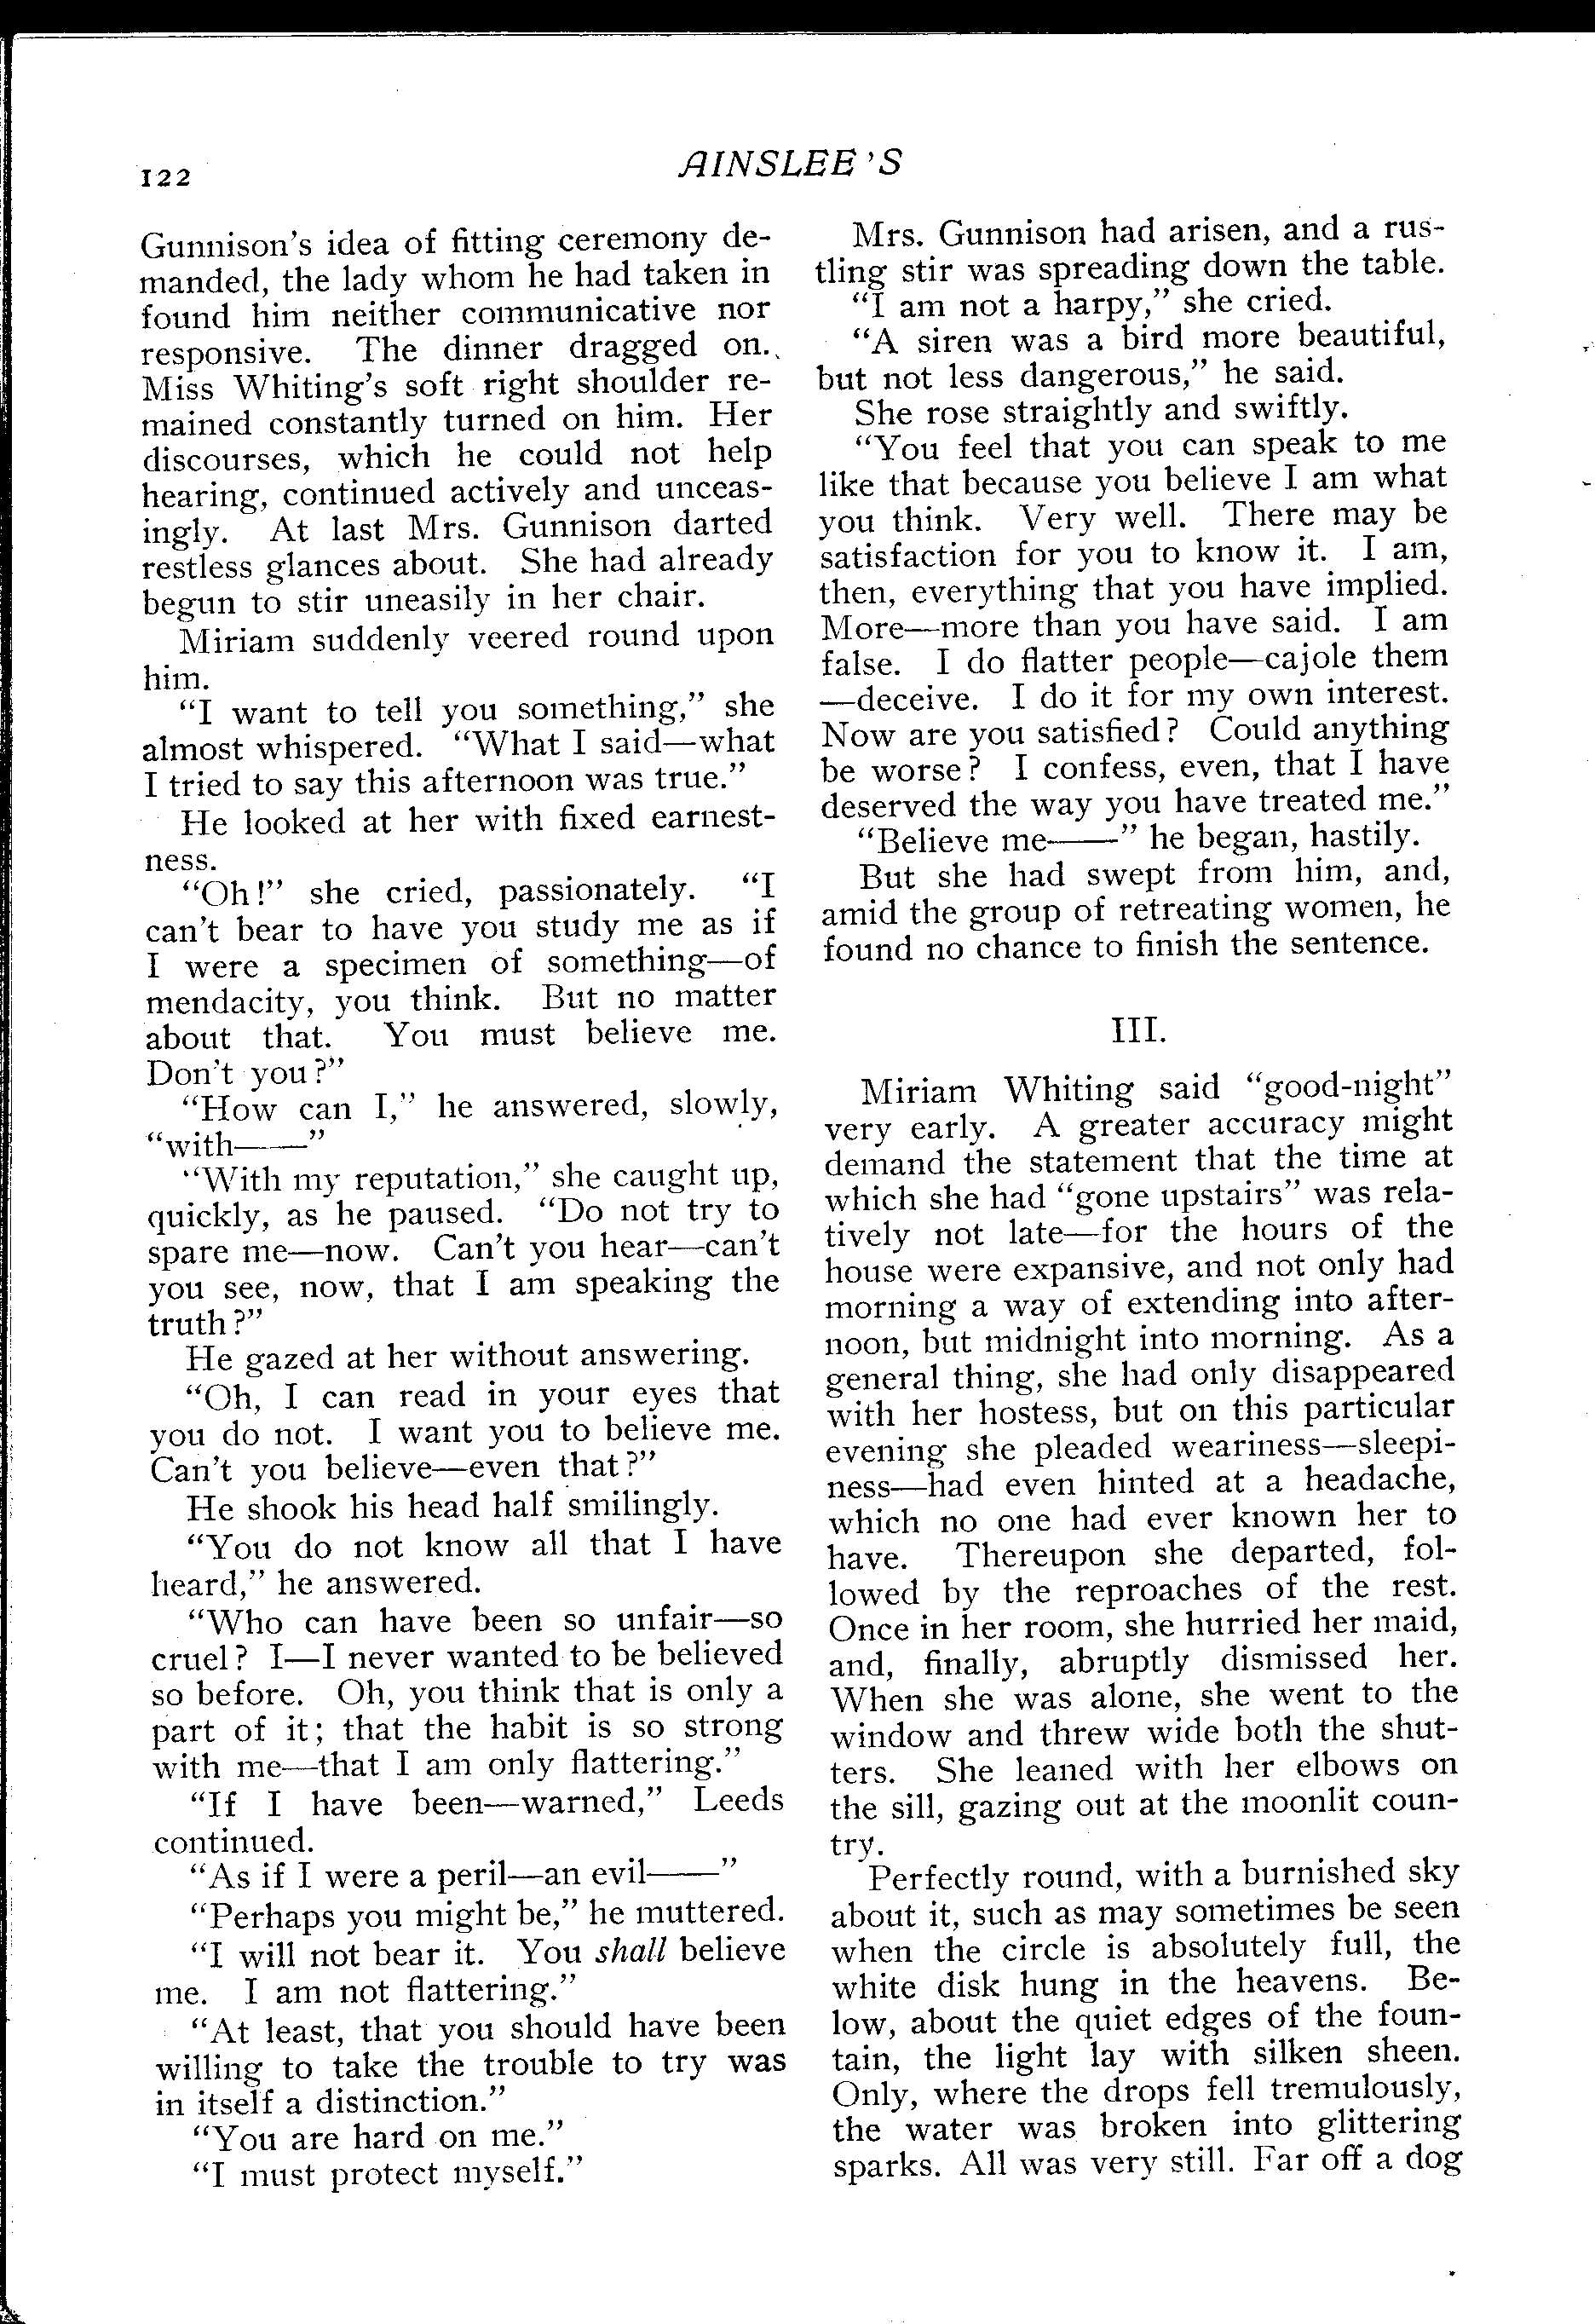 122
AINSLEE'S
Gunnison's idea of fitting ceremony de-
manded, the lady whom he had taken in
found him neither communicative nor
responsive. The dinner dragged on.
Miss Whiting's soft right shoulder re-
mained constantly turned on him. Her
discourses, which he could not help
hearing, continued actively and unceas-
ingly. At last Mrs. Gunnison darted
restless glances about. She had already
begun to stir uneasily in her chair.
Miriam suddenly veered round upon
him.
"I want to tell you something," she
almost whispered. "What I said—what
I tried to say this afternoon was true."
He looked at her with fixed earnest-
ness.
"Oh!" she cried, passionately. "I
can't bear to have you study me as if
I were a specimen of something—of
mendacity, you think. But no matter
about that. You must believe me.
Don't you?"
"How can I," he answered, slowly,
"with——"
"With my reputation," she caught up,
quickly, as he paused. "Do not try to
spare me—now. Can't you hear—can't
you see, now, that I am speaking the
truth?"
He gazed at her without answering.
"Oh, I can read in your eyes that
you do not. I want you to believe me.
Can't you believe—even that?"
He shook his head half smilingly.
"You do not know all that I have
heard," he answered.
"Who can have been so unfair—so
cruel? I—I never wanted to be believed
so before. Oh, you think that is only a
part of it; that the habit is so strong
with me—that I am only flattering."
"If I have been—warned," Leeds
continued.
"As if I were a peril—an evil——"
"Perhaps you might be," he muttered.
"I will not bear it. You shall believe
me. I am not flattering."
"At least, that you should have been
willing to take the trouble to try was
in itself a distinction."
"You are hard on me."
"I must protect myself."
Mrs. Gunnison had arisen, and a rus-
tling stir was spreading down the table.
"I am not a harpy," she cried.
"A siren was a bird more beautiful,
but not less dangerous," he said.
She rose straightly and swiftly.
"You feel that you can speak to me
like that because you believe I am what
you think. Very well. There may be
satisfaction for you to know it. I am,
then, everything that you have implied.
More—more than you have said. I am
false. I do flatter people—cajole them
—deceive. I do it for my own interest.
Now are you satisfied? Could anything
be worse? I confess, even, that I have
deserved the way you have treated me."
"Believe me——" he began, hastily.
But she had swept from him, and,
amid the group of retreating women, he
found no chance to finish the sentence.
III.
Miriam Whiting said "good-night"
very early. A greater accuracy might
demand the statement that the time at
which she had "gone upstairs" was rela-
tively not late—for the hours of the
house were expansive, and not only had
morning a way of extending into after-
noon, but midnight into morning. As a
general thing, she had only disappeared
with her hostess, but on this particular
evening she pleaded weariness—sleepi-
ness—had even hinted at a headache,
which no one had ever known her to
have. Thereupon she departed, fol-
lowed by the reproaches of the rest.
Once in her room, she hurried her maid,
and, finally, abruptly dismissed her.
When she was alone, she went to the
window and threw wide both the shut-
ters. She leaned with her elbows on
the sill, gazing out at the moonlit coun-
try.
Perfectly round, with a burnished sky
about it, such as may sometimes be seen
when the circle is absolutely full, the
white disk hung in the heavens. Be-
low, about the quiet edges of the foun-
tain, the light lay with silken sheen.
Only, where the drops fell tremulously,
the water was broken into glittering
sparks. All was very still. Far off a dog